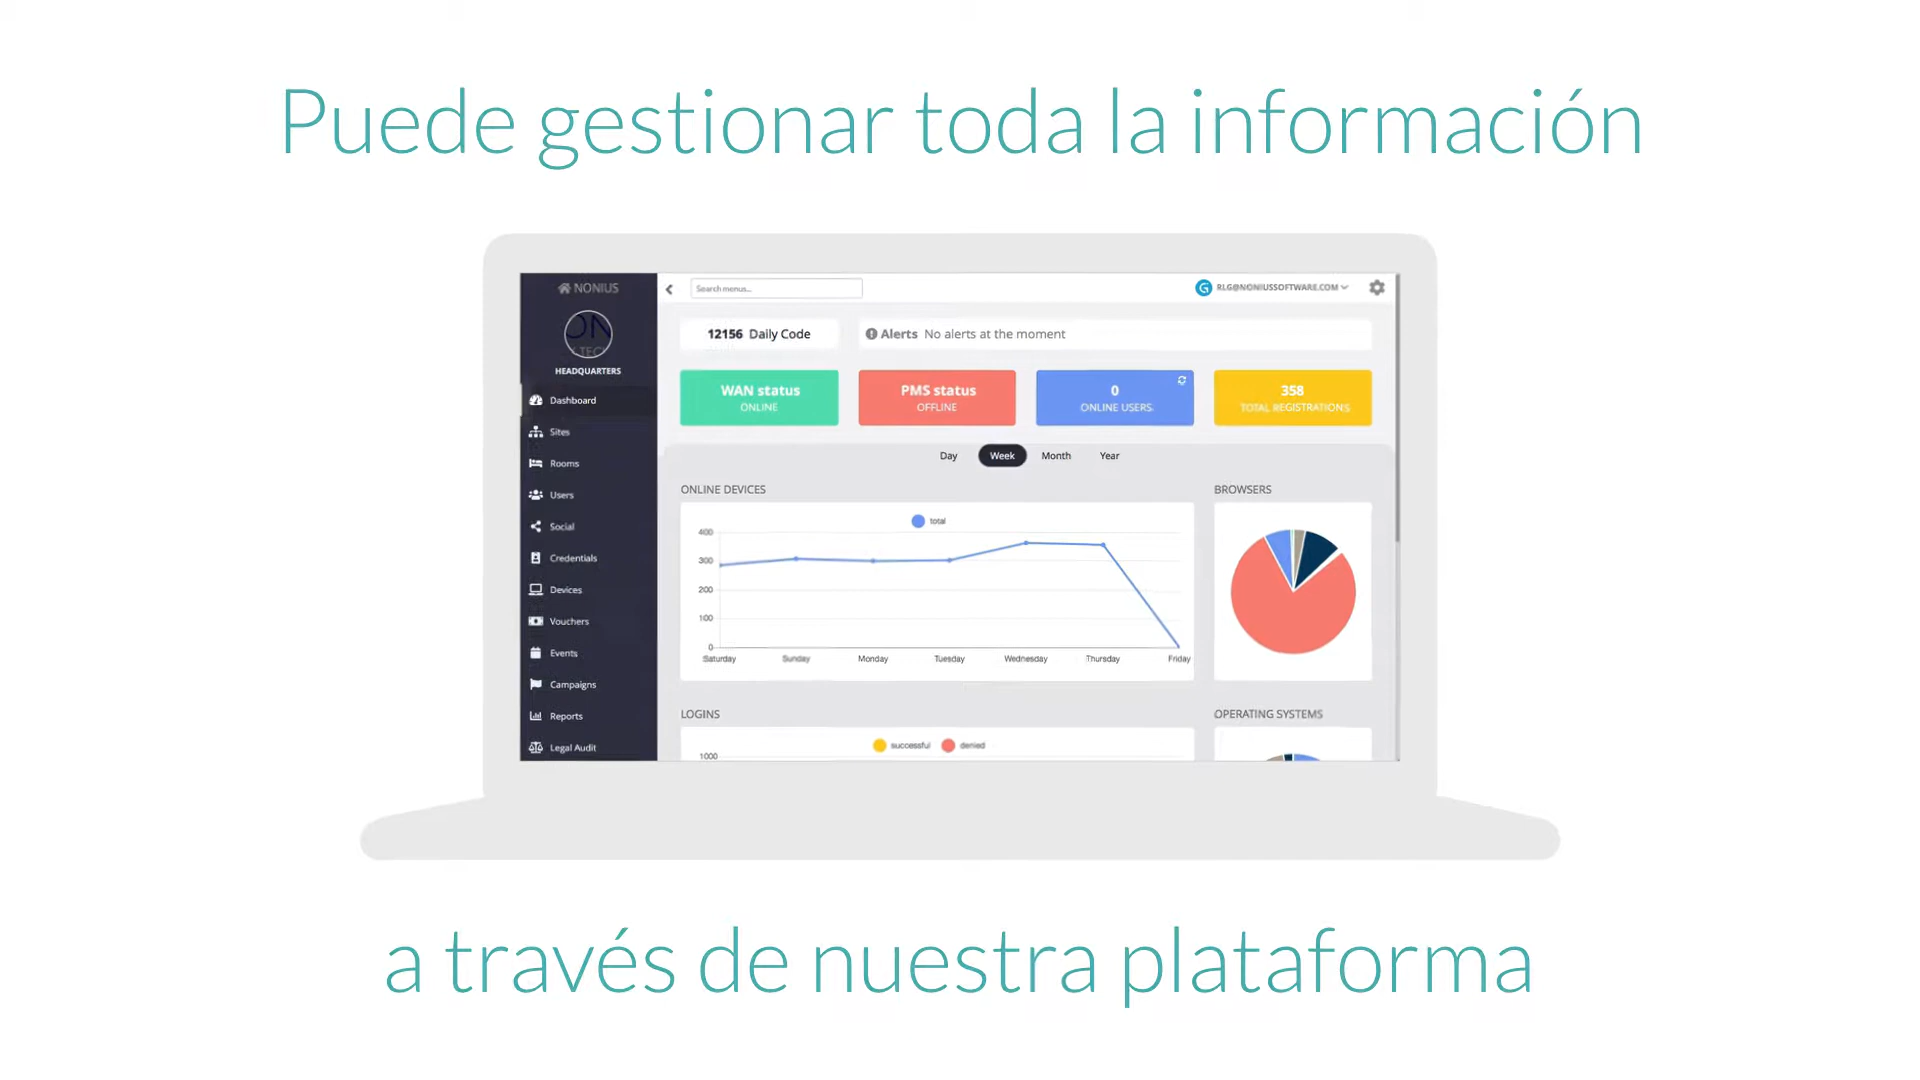 Puede gestionar toda la información
NONIUS
Search menus...
RLG@NONIUSSOFTWARE.COM
12156 Daily Code
Alerts No alerts at the moment
HEADQUARTERS
WAN status
ONLINE
PMS status
OFFLINE
0
ONLINE USERS
358
TOTAL REGISTRATIONS
Dashboard
Sites
Rooms
Users
Social
Credentials
Devices
Vouchers
Events
Campaigns
Reports
Legal Audit
Day Week Month Year
ONLINE DEVICES
total
400
300
200
100
0
Saturday Sunday Monday Tuesday Wednesday Thursday Friday
BROWSERS
LOGINS
successful denied
1000
OPERATING SYSTEMS
a través de nuestra plataforma